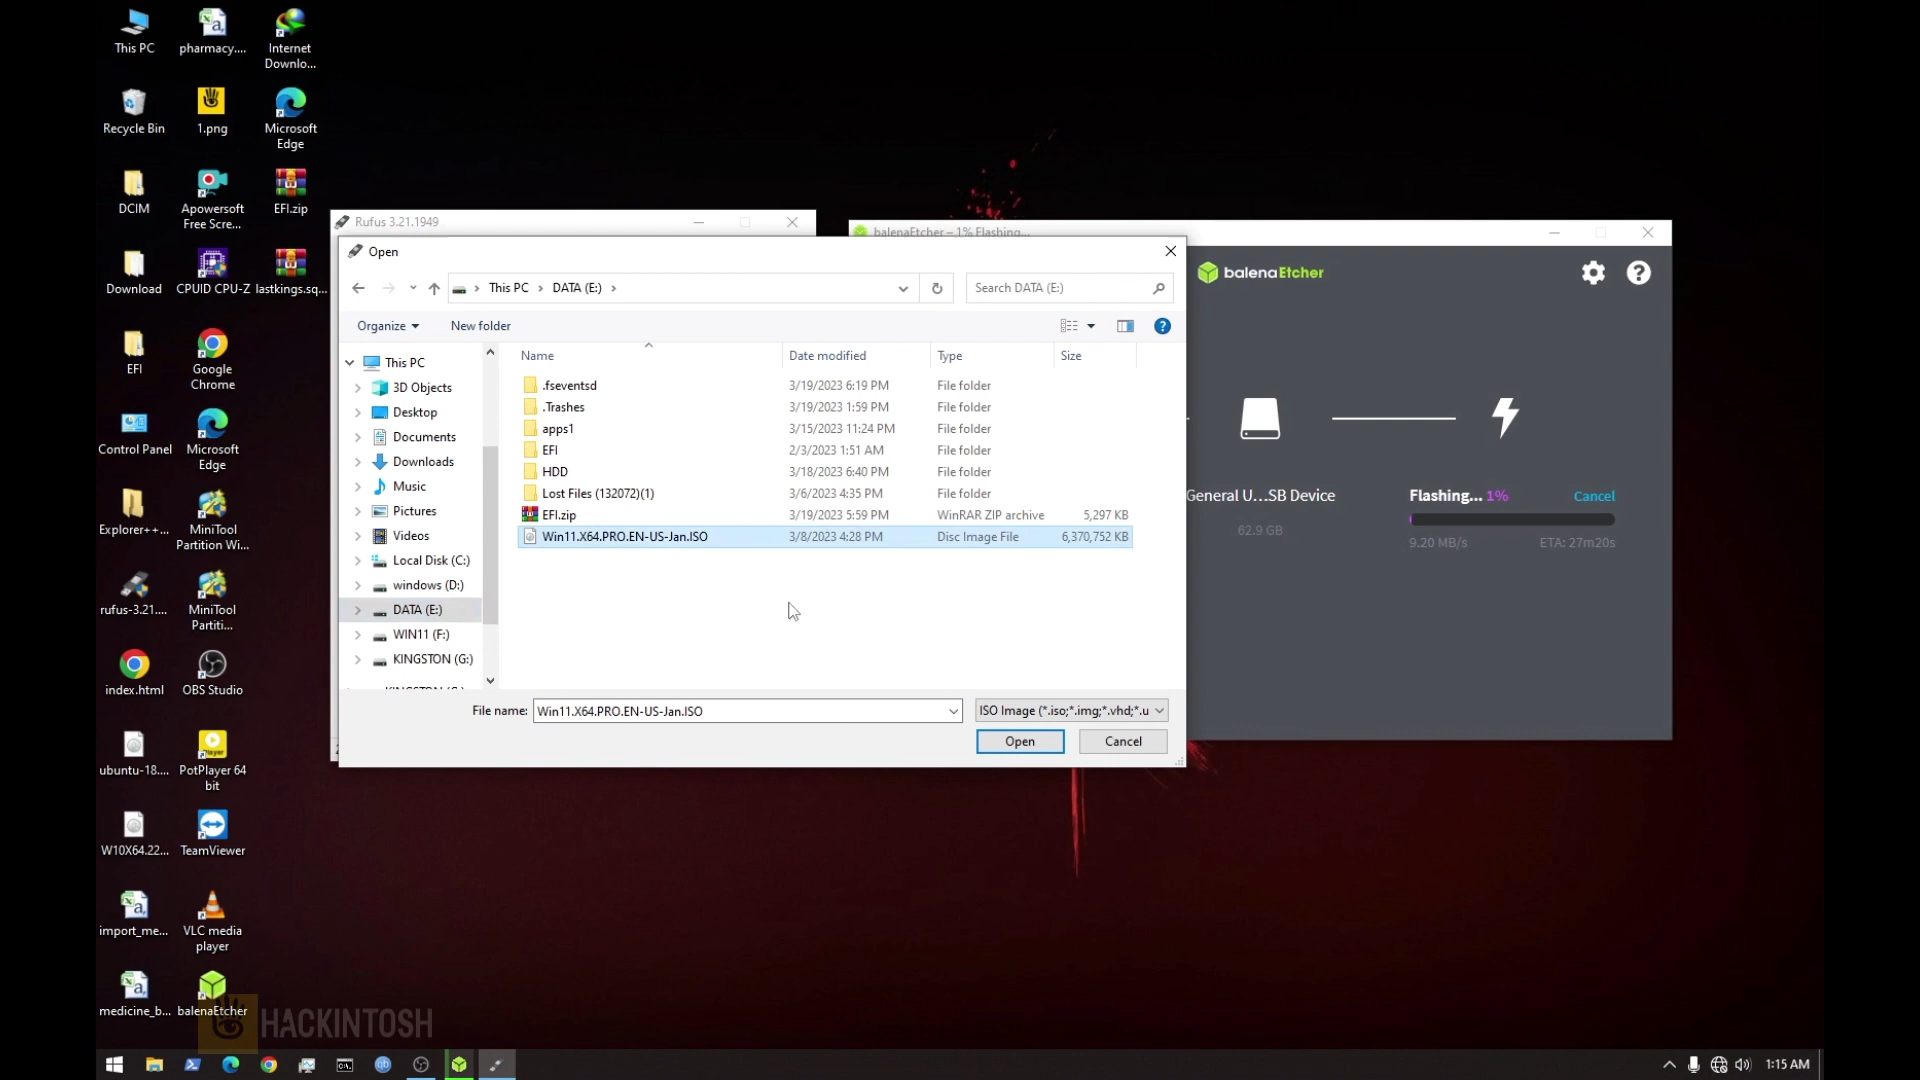 This PC
pharmacy....
Internet
Downlo...
Recycle Bin
1.png
Microsoft
Edge
DCIM
Apowersoft
Free Scre...
EFI.zip
Download
CPUID CPU-Z
lastkings.sq...
EFI
Google
Chrome
Control Panel
Microsoft
Edge
Explorer++...
MiniTool
Partition Wi...
rufus-3.21....
MiniTool
Partiti...
index.html
OBS Studio
ubuntu-18....
PotPlayer 64
bit
W10X64.22...
TeamViewer
import_me...
VLC media
player
medicine_b...
balenaEtcher
HACKINTOSH
Rufus 3.21.1949
Open
This PC > DATA (E:) >
Search DATA (E:)
Organize
New folder
Name
Date modified
Type
Size
This PC
3D Objects
Desktop
Documents
Downloads
Music
Pictures
Videos
Local Disk (C:)
windows (D:)
DATA (E:)
WIN11 (F:)
KINGSTON (G:)
.fseventsd 3/19/2023 6:19 PM File folder
.Trashes 3/19/2023 1:59 PM File folder
apps1 3/15/2023 11:24 PM File folder
EFI 2/3/2023 1:51 AM File folder
HDD 3/18/2023 6:40 PM File folder
Lost Files (132072)(1) 3/6/2023 4:35 PM File folder
EFI.zip 3/19/2023 5:59 PM WinRAR ZIP archive 5,297 KB
Win11.X64.PRO.EN-US-Jan.ISO 3/8/2023 4:28 PM Disc Image File 6,370,752 KB
File name: Win11.X64.PRO.EN-US-Jan.ISO
ISO Image (*.iso;*.img;*.vhd;*.u
Open
Cancel
balenaEtcher – 1% Flashing...
balenaEtcher
General U...SB Device
62.9 GB
Flashing... 1%
Cancel
9.20 MB/s
ETA: 27m20s
1:15 AM